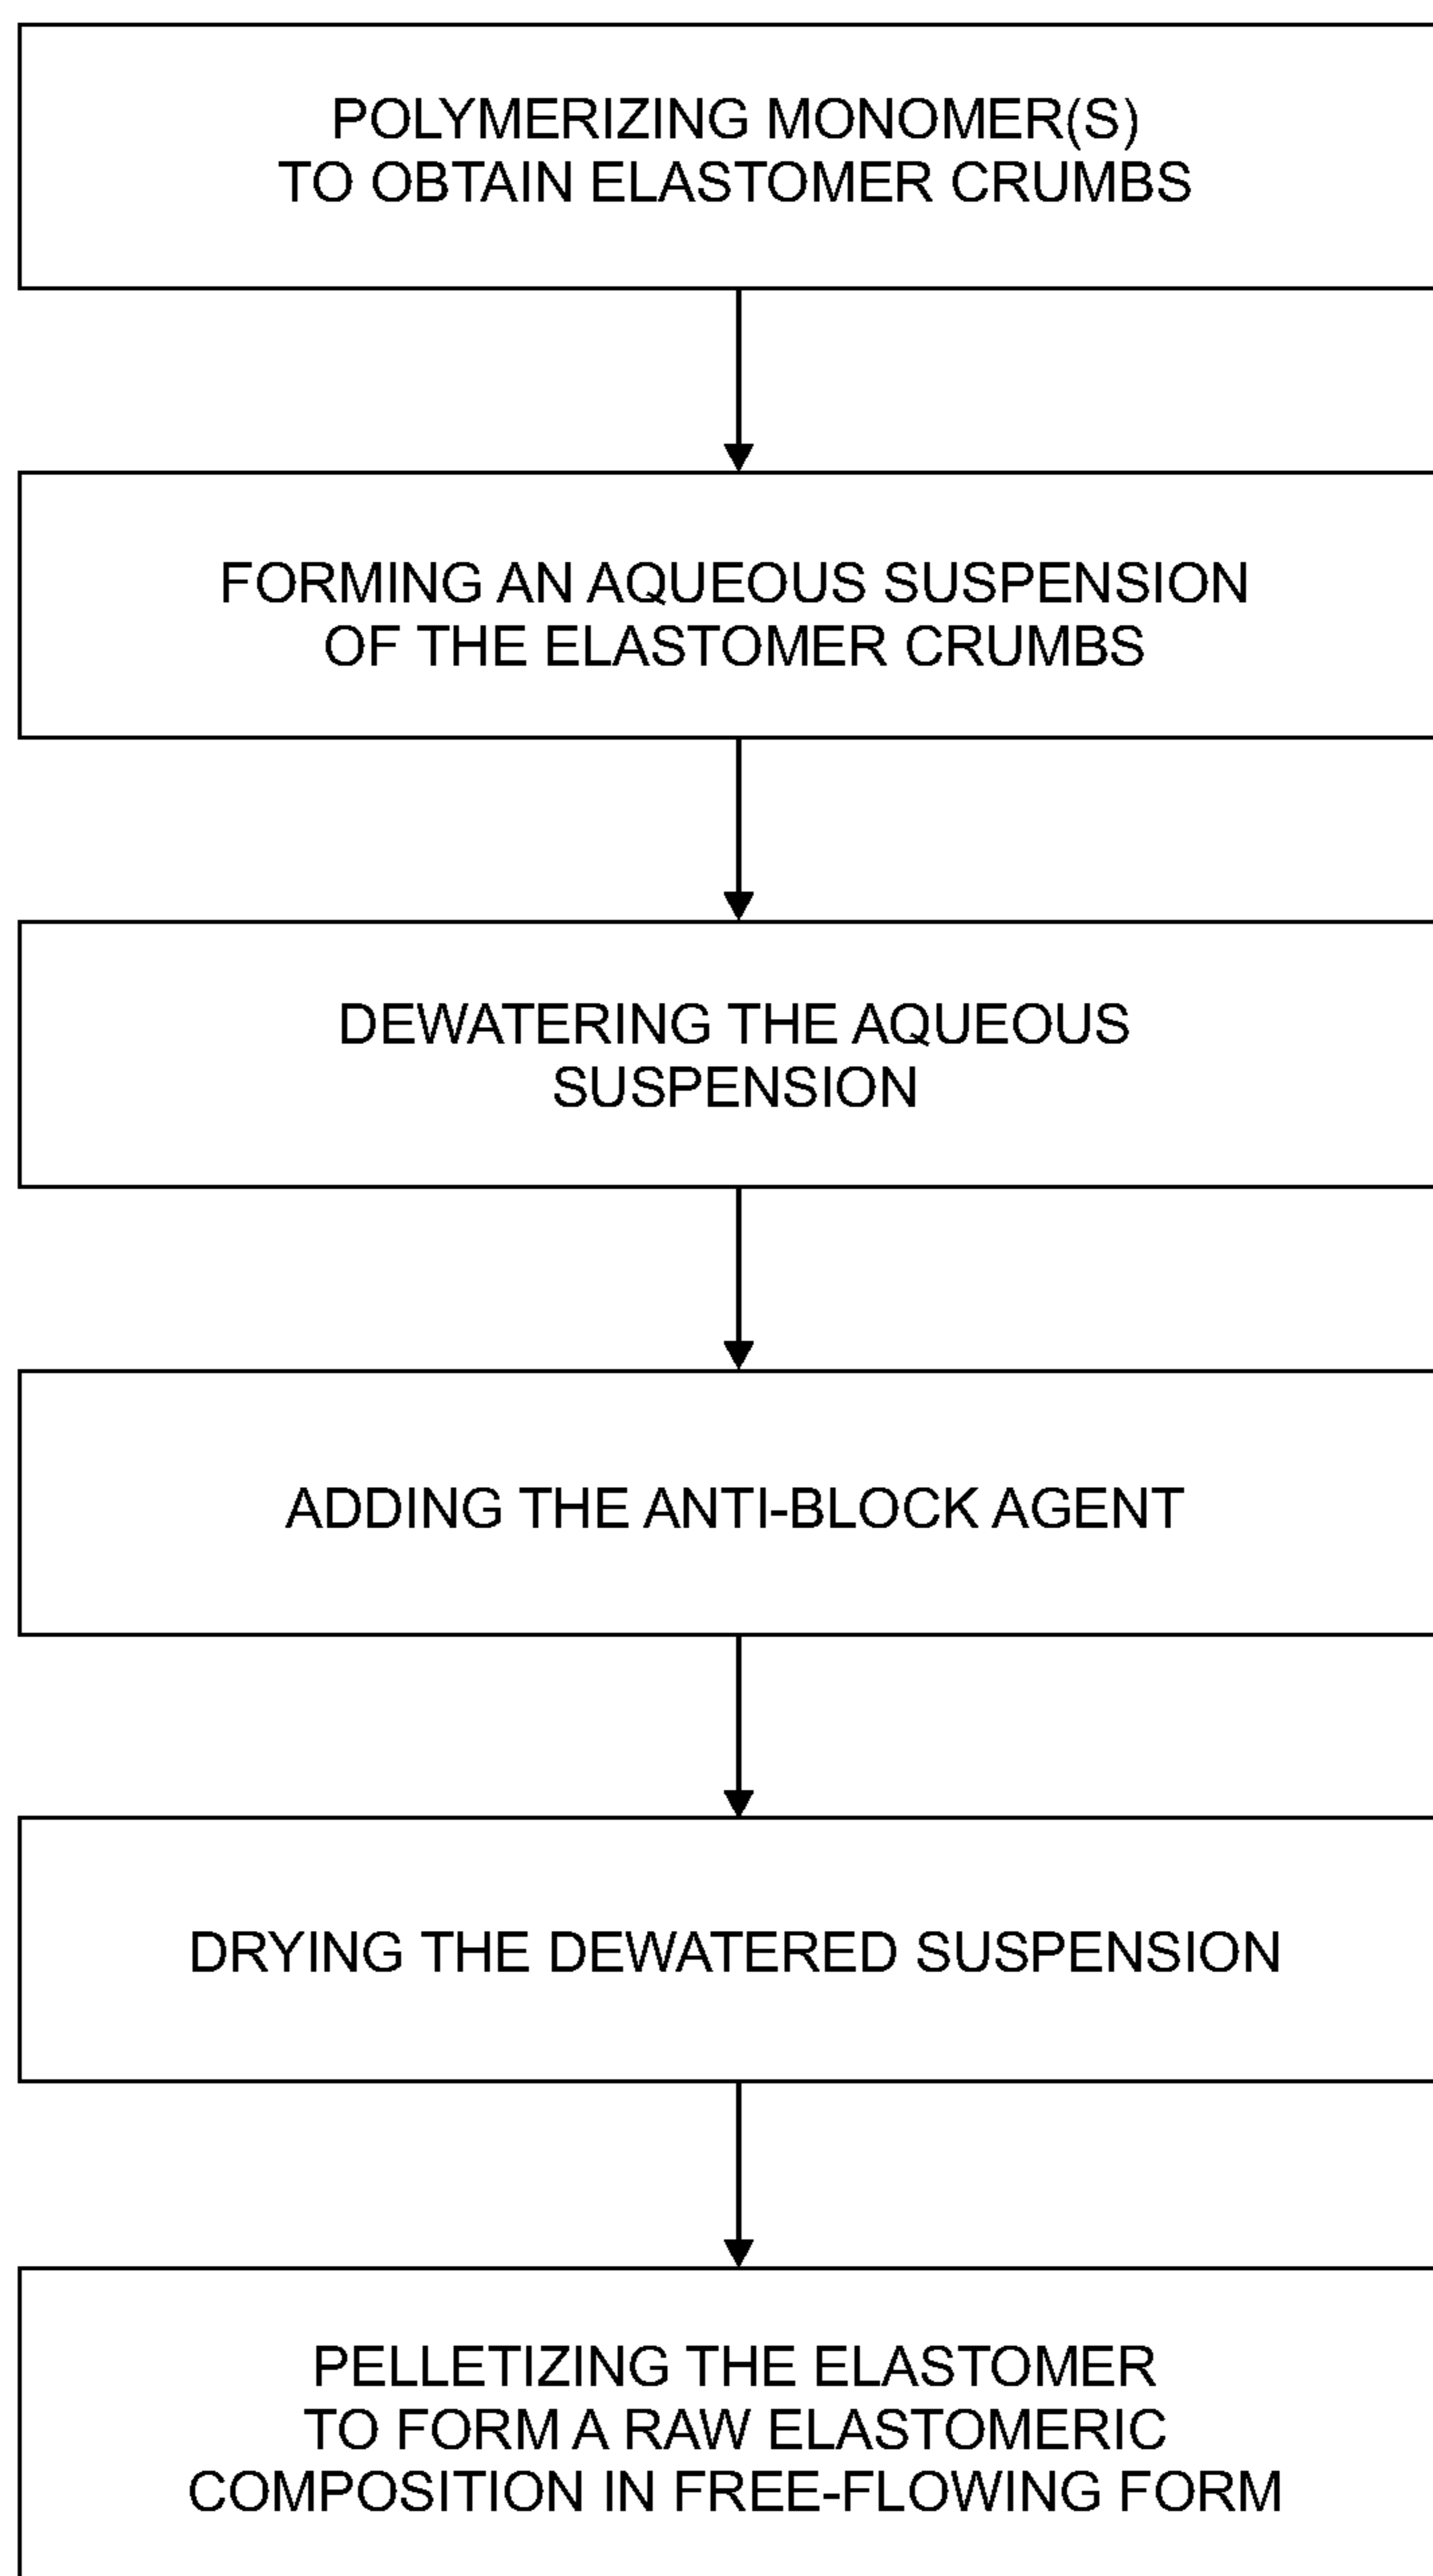 POLYMERIZING MONOMER(S)
TO OBTAIN ELASTOMER CRUMBS
FORMING AN AQUEOUS SUSPENSION
OF THE ELASTOMER CRUMBS
DEWATERING THE AQUEOUS
SUSPENSION
ADDING THE ANTI-BLOCK AGENT
DRYING THE DEWATERED SUSPENSION
PELLETIZING THE ELASTOMER
TO FORM A RAW ELASTOMERIC
COMPOSITION IN FREE-FLOWING FORM